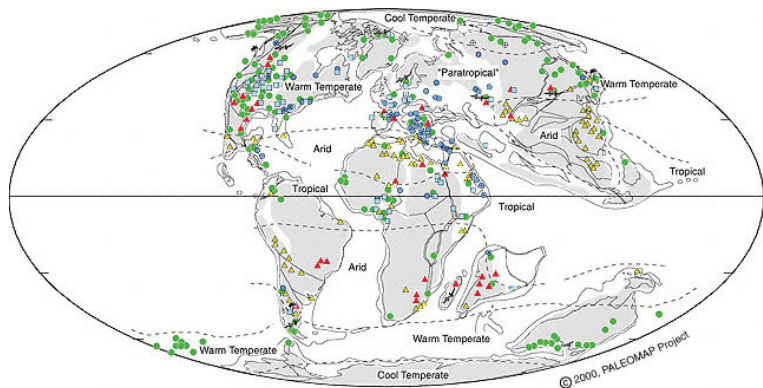 Cool Temperate
"Paratropical"
Warm Temperate
Warm Temperate
Arid
Arid
Tropical
Tropical
Tropical
Arid
Arid
Warm Temperate
Warm Temperate
Cool Temperate
© 2000, PALEOMAP Project